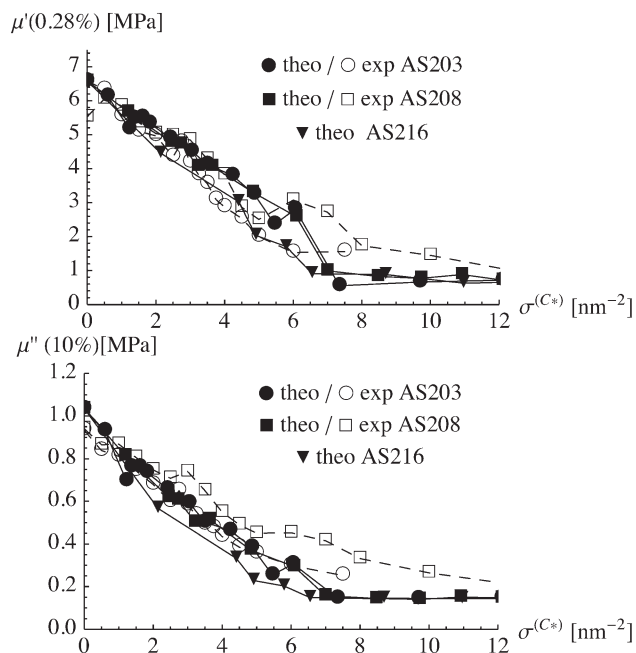 μ'(0.28%) [MPa]
7
● theo / ○ exp AS203
6
■ theo / □ exp AS208
5
▼ theo AS216
4
3
2
1
0
0 2 4 6 8 10 12
σ^(C*) [nm⁻²]
μ" (10%)[MPa]
1.2
● theo / ○ exp AS203
1.0
■ theo / □ exp AS208
0.8
▼ theo AS216
0.6
0.4
0.2
0.0
0 2 4 6 8 10 12
σ^(C*) [nm⁻²]